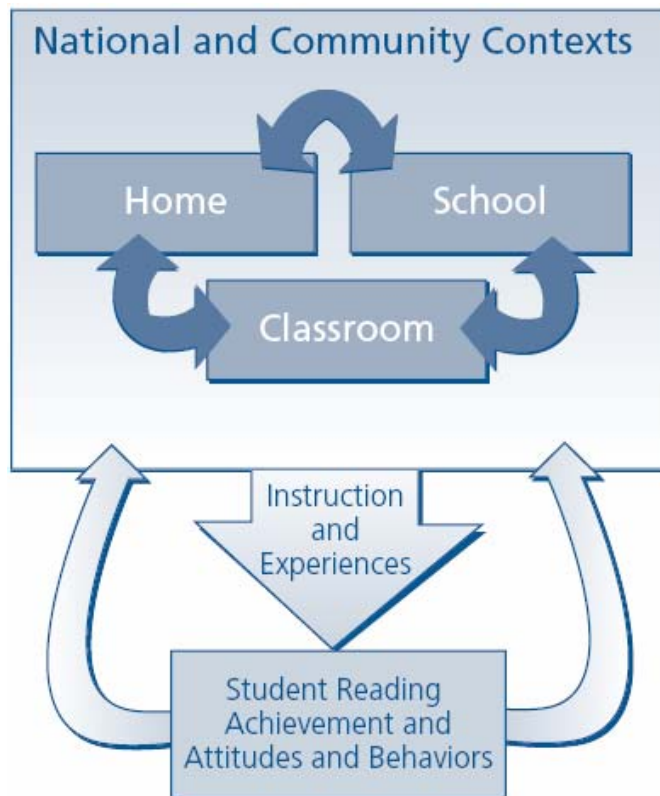 National and Community Contexts
Home
School
Classroom
Instruction
and
Experiences
Student Reading
Achievement and
Attitudes and Behaviors